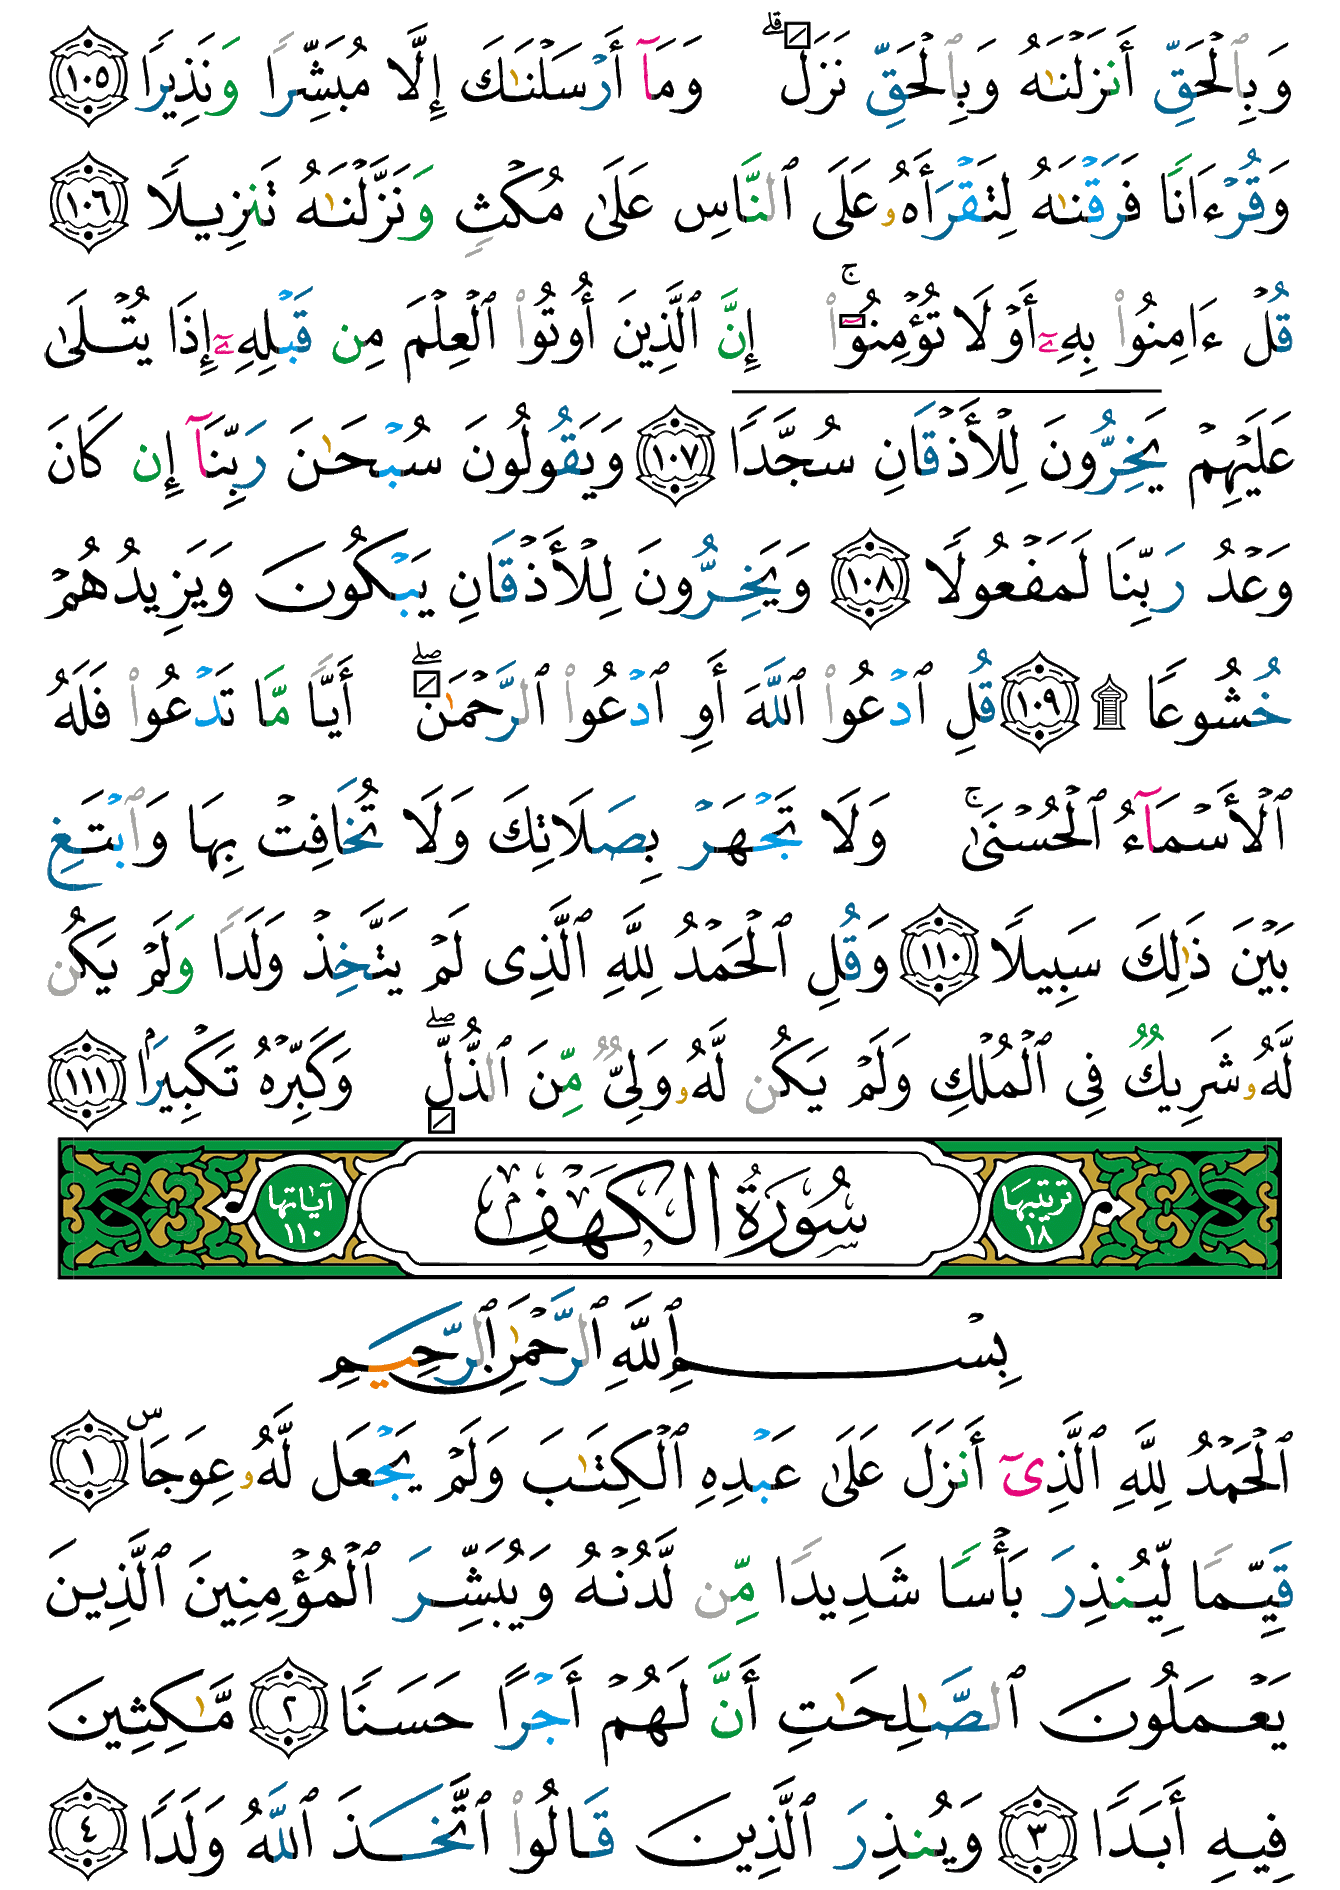 وَبِٱلْحَقِّ أَنزَلْنَٰهُ وَبِٱلْحَقِّ نَزَلَ ۗ وَمَآ أَرْسَلْنَٰكَ إِلَّا مُبَشِّرًا وَنَذِيرًا ١٠٥
وَقُرْءَانًا فَرَقْنَٰهُ لِتَقْرَأَهُۥ عَلَى ٱلنَّاسِ عَلَىٰ مُكْثٍ وَنَزَّلْنَٰهُ تَنزِيلًا ١٠٦
قُلْ ءَامِنُوا۟ بِهِۦٓ أَوْ لَا تُؤْمِنُوٓا۟ ۚ إِنَّ ٱلَّذِينَ أُوتُوا۟ ٱلْعِلْمَ مِن قَبْلِهِۦٓ إِذَا يُتْلَىٰ
عَلَيْهِمْ يَخِرُّونَ لِلْأَذْقَانِ سُجَّدًا ١٠٧ وَيَقُولُونَ سُبْحَٰنَ رَبِّنَآ إِن كَانَ
وَعْدُ رَبِّنَا لَمَفْعُولًا ١٠٨ وَيَخِرُّونَ لِلْأَذْقَانِ يَبْكُونَ وَيَزِيدُهُمْ
خُشُوعًا ۩ ١٠٩ قُلِ ٱدْعُوا۟ ٱللَّهَ أَوِ ٱدْعُوا۟ ٱلرَّحْمَٰنَ ۖ أَيًّا مَّا تَدْعُوا۟ فَلَهُ
ٱلْأَسْمَآءُ ٱلْحُسْنَىٰ ۚ وَلَا تَجْهَرْ بِصَلَاتِكَ وَلَا تُخَافِتْ بِهَا وَٱبْتَغِ
بَيْنَ ذَٰلِكَ سَبِيلًا ١١٠ وَقُلِ ٱلْحَمْدُ لِلَّهِ ٱلَّذِى لَمْ يَتَّخِذْ وَلَدًا وَلَمْ يَكُن
لَّهُۥ شَرِيكٌ فِى ٱلْمُلْكِ وَلَمْ يَكُن لَّهُۥ وَلِىٌّ مِّنَ ٱلذُّلِّ ۖ وَكَبِّرْهُ تَكْبِيرًۢا ١١١
ترتيبها ١٨ سُورَةُ الكَهْفِ آياتها ١١٠
بِسْمِ ٱللَّهِ ٱلرَّحْمَٰنِ ٱلرَّحِيمِ
ٱلْحَمْدُ لِلَّهِ ٱلَّذِىٓ أَنزَلَ عَلَىٰ عَبْدِهِ ٱلْكِتَٰبَ وَلَمْ يَجْعَل لَّهُۥ عِوَجَاۜ ١
قَيِّمًا لِّيُنذِرَ بَأْسًا شَدِيدًا مِّن لَّدُنْهُ وَيُبَشِّرَ ٱلْمُؤْمِنِينَ ٱلَّذِينَ
يَعْمَلُونَ ٱلصَّٰلِحَٰتِ أَنَّ لَهُمْ أَجْرًا حَسَنًا ٢ مَّٰكِثِينَ
فِيهِ أَبَدًا ٣ وَيُنذِرَ ٱلَّذِينَ قَالُوا۟ ٱتَّخَذَ ٱللَّهُ وَلَدًا ٤